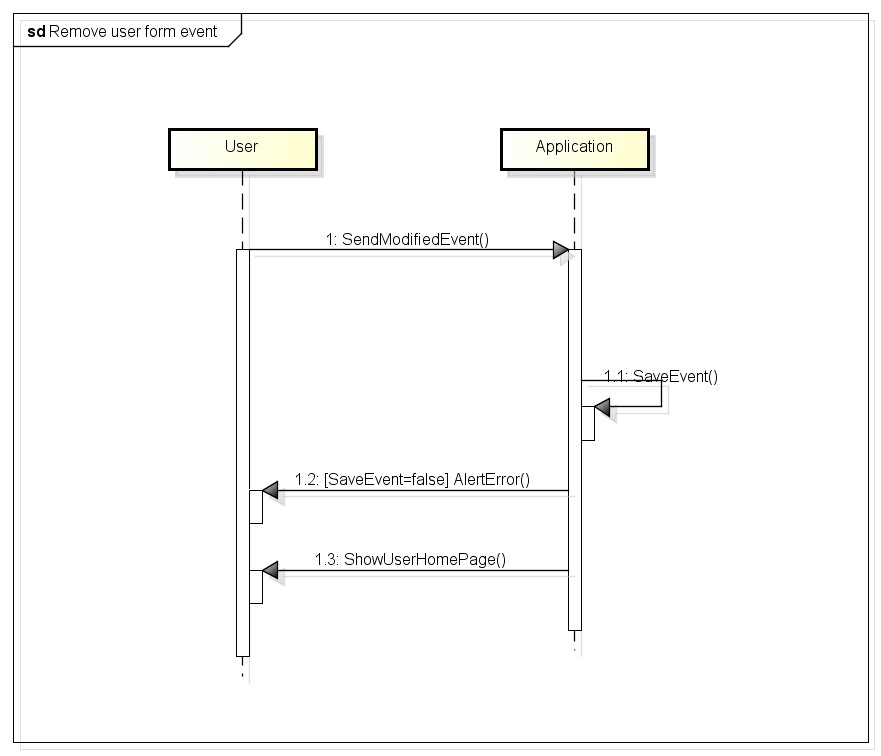 sd Remove user form event
User
Application
1: SendModifiedEvent()
1.1: SaveEvent()
1.2: [SaveEvent=false] AlertError()
1.3: ShowUserHomePage()